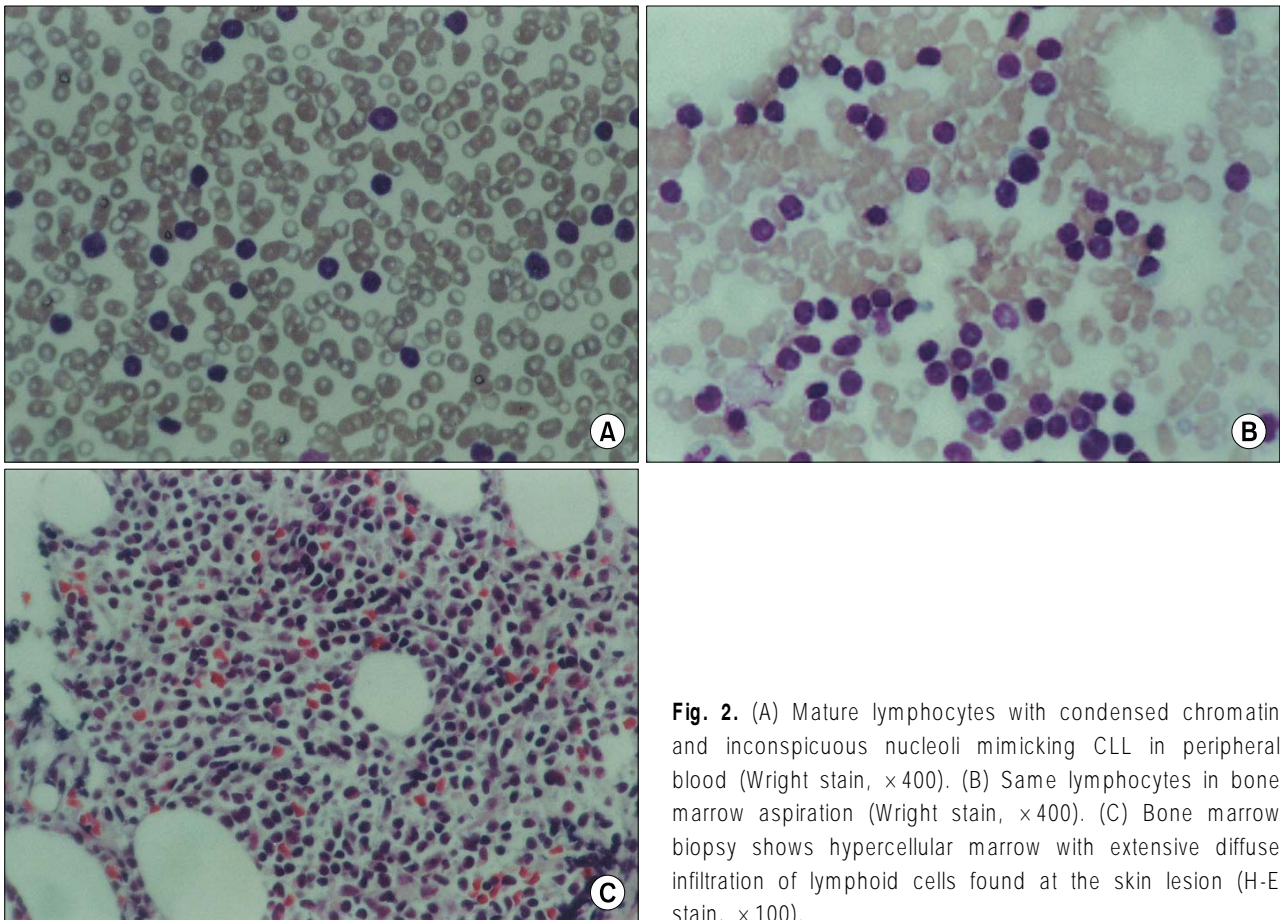 A
B
C
Fig. 2. (A) Mature lymphocytes with condensed chromatin
and inconspicuous nucleoli mimicking CLL in peripheral
blood (Wright stain, ×400). (B) Same lymphocytes in bone
marrow aspiration (Wright stain, ×400). (C) Bone marrow
biopsy shows hypercellular marrow with extensive diffuse
infiltration of lymphoid cells found at the skin lesion (H-E
stain, ×100).